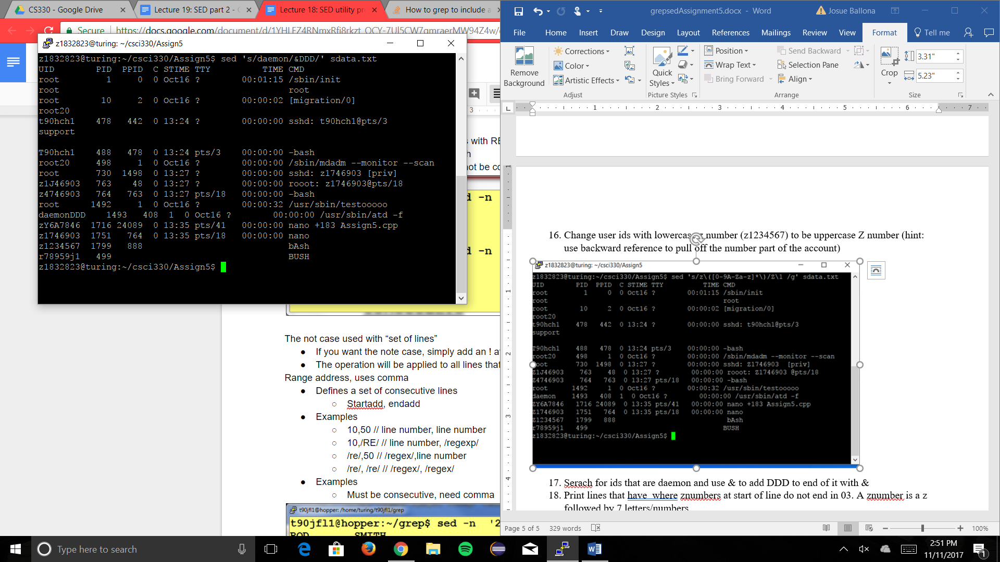 CS330 - Google Drive
Lecture 19: SED part 2 -
Lecture 18: SED utility pr
How to grep to include a
Secure
z1832823@turing: ~/csci330/Assign5
z1832823@turing:~/csci330/Assign5$ sed 's/daemon/&DDD/' sdata.txt
UID PID PPID C STIME TTY TIME CMD
root 1 0 0 Oct16 ? 00:01:15 /sbin/init
root root
root 10 2 0 Oct16 ? 00:00:02 [migration/0]
root20
t90hch1 478 442 0 13:24 ? 00:00:00 sshd: t90hch1@pts/3
support
T90hch1 488 478 0 13:24 pts/3 00:00:00 -bash
root20 498 1 0 Oct16 ? 00:00:00 /sbin/mdadm --monitor --scan
root 730 1498 0 13:27 ? 00:00:00 sshd: z1746903 [priv]
z1J46903 763 48 0 13:27 ? 00:00:00 rooot: z1746903@pts/18
z4746903 764 763 0 13:27 pts/18 00:00:00 -bash
root 1492 1 0 Oct16 ? 00:00:32 /usr/sbin/testooooo
daemonDDD 1493 408 1 0 Oct16 ? 00:00:00 /usr/sbin/atd -f
zY6A7846 1716 24089 0 13:35 pts/41 00:00:00 nano +183 Assign5.cpp
z1746903 1751 764 0 13:35 pts/18 00:00:00 nano
z1234567 1799 888 bAsh
r78959j1 499 BUSH
z1832823@turing:~/csci330/Assign5$
3
s with RE
h
not be co
d -n
d -n
The not case used with “set of lines”
● If you want the note case, simply add an ! a
● The operation will be applied to all lines that
Range address, uses comma
● Defines a set of consecutive lines
○ Startadd, endadd
● Examples
○ 10,50 // line number, line number
○ 10,/RE/ // line number, /regexp/
○ /re/,50 // /regex/,line number
○ /re/, /re/ // /regex/, /regex/
● Examples
○ Must be consecutive, need comma
t90jfl1@hopper: /home/turing/t90jfl1/grep
t90jfl1@hopper:~/grep$ sed -n '2
BOD SMITH
grepsedAssignment5.docx - Word
Josue Ballona
File Home Insert Draw Design Layout References Mailings Review View Format Tell me
Remove Background
Corrections
Color
Artistic Effects
Adjust
Quick Styles
Picture Styles
Position
Wrap Text
Bring Forward
Send Backward
Selection Pane
Align
Arrange
Crop
3.31"
5.23"
Size
1 2 3 4 5 6 7
16. Change user ids with lowercase z number (z1234567) to be uppercase Z number (hint:
use backward reference to pull off the number part of the account)
z1832823@turing: ~/csci330/Assign5
z1832823@turing:~/csci330/Assign5$ sed 's/z\([0-9A-Za-z]*\)/Z\1 /g' sdata.txt
UID PID PPID C STIME TTY TIME CMD
root 1 0 0 Oct16 ? 00:01:15 /sbin/init
root root
root 10 2 0 Oct16 ? 00:00:02 [migration/0]
root20
t90hch1 478 442 0 13:24 ? 00:00:00 sshd: t90hch1@pts/3
support
T90hch1 488 478 0 13:24 pts/3 00:00:00 -bash
root20 498 1 0 Oct16 ? 00:00:00 /sbin/mdadm --monitor --scan
root 730 1498 0 13:27 ? 00:00:00 sshd: Z1746903 [priv]
Z1J46903 763 48 0 13:27 ? 00:00:00 rooot: Z1746903 @pts/18
Z4746903 764 763 0 13:27 pts/18 00:00:00 -bash
root 1492 1 0 Oct16 ? 00:00:32 /usr/sbin/testooooo
daemon 1493 408 1 0 Oct16 ? 00:00:00 /usr/sbin/atd -f
ZY6A7846 1716 24089 0 13:35 pts/41 00:00:00 nano +183 Assign5.cpp
Z1746903 1751 764 0 13:35 pts/18 00:00:00 nano
Z1234567 1799 888 bAsh
r78959j1 499 BUSH
z1832823@turing:~/csci330/Assign5$
17. Serach for ids that are daemon and use & to add DDD to end of it with &
18. Print lines that have where znumbers at start of line do not end in 03. A znumber is a z
followed by 7 letters/numbers
Page 5 of 5 329 words
100%
Type here to search
2:51 PM
11/11/2017
1